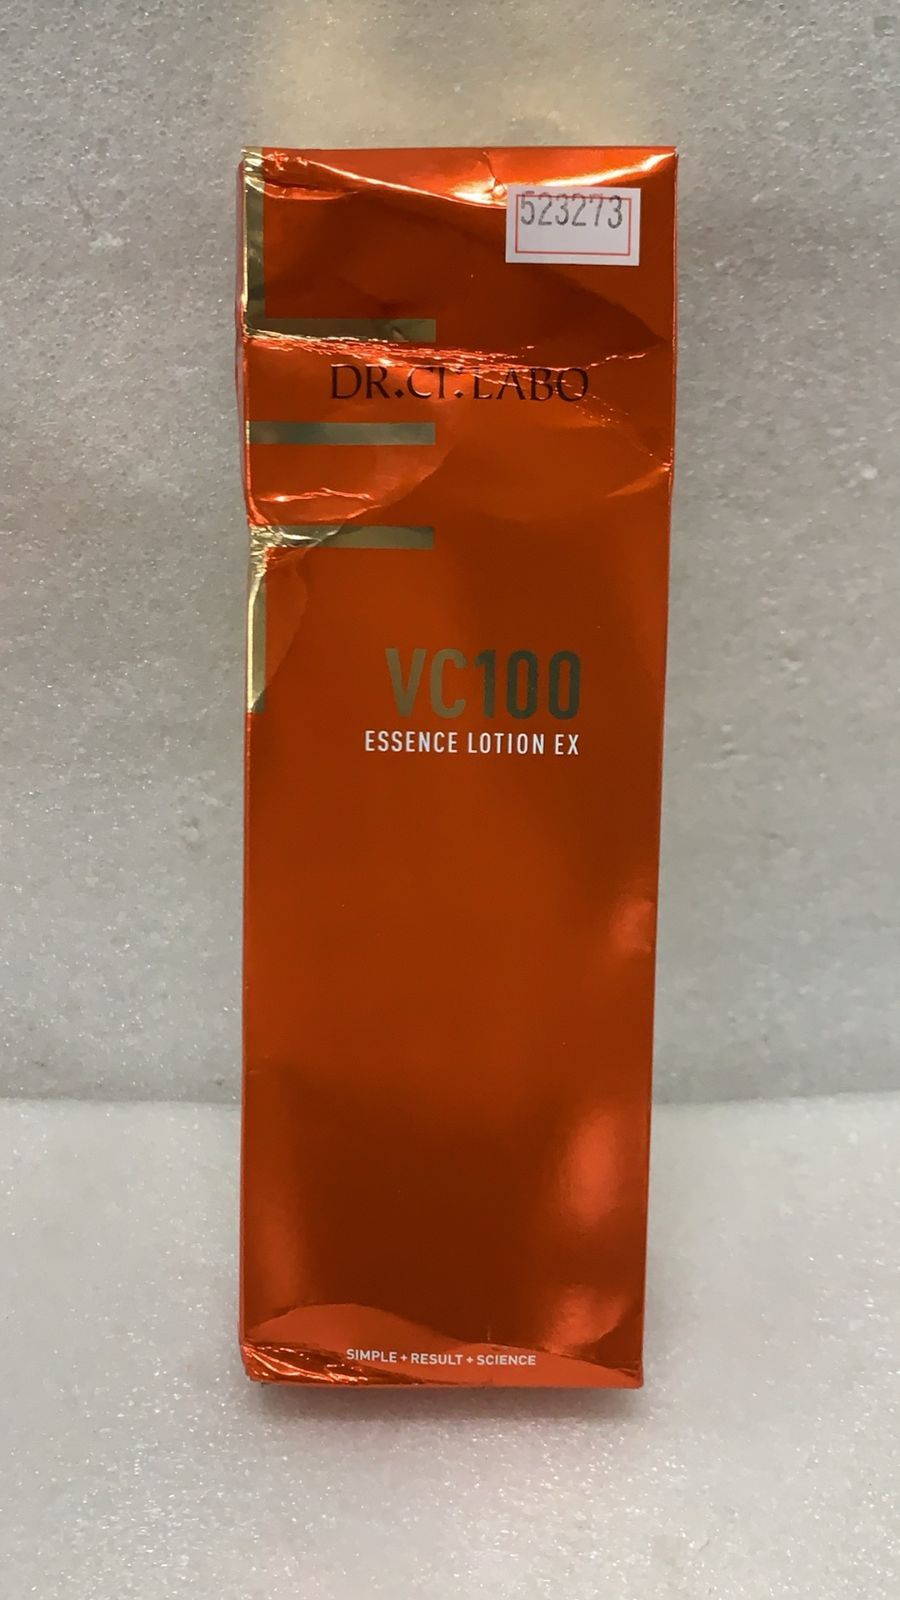 523273
DR.CI:LABO
VC100
ESSENCE LOTION EX
SIMPLE + RESULT + SCIENCE